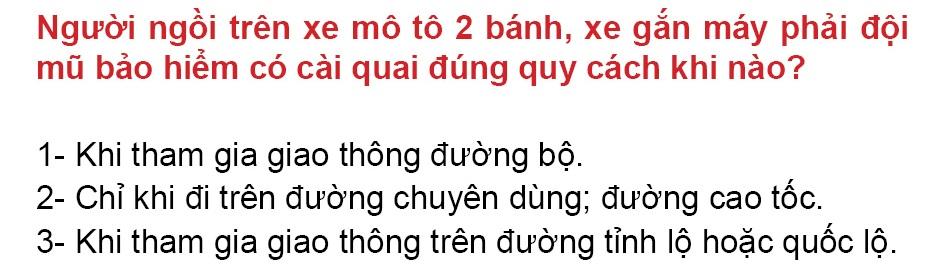 Người ngồi trên xe mô tô 2 bánh, xe gắn máy phải đội
mũ bảo hiểm có cài quai đúng quy cách khi nào?
1- Khi tham gia giao thông đường bộ.
2- Chỉ khi đi trên đường chuyên dùng; đường cao tốc.
3- Khi tham gia giao thông trên đường tỉnh lộ hoặc quốc lộ.